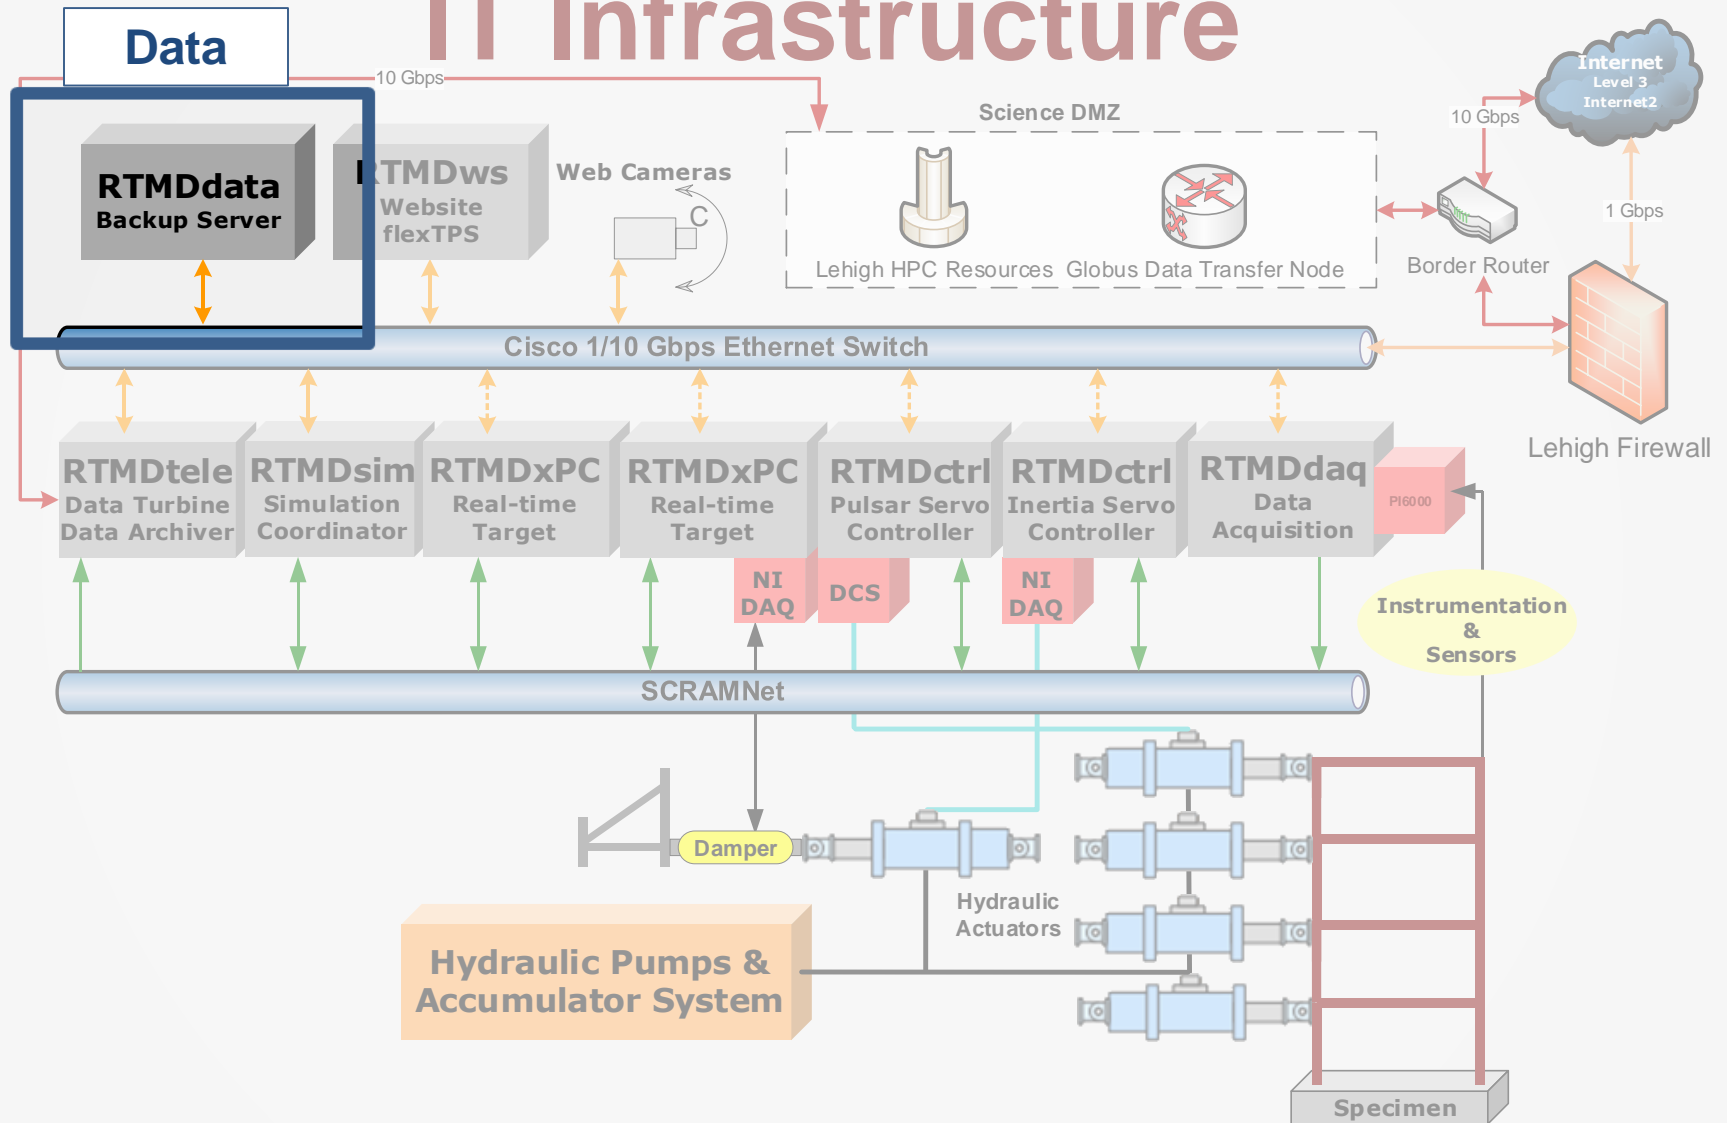 IT Infrastructure
Data
10 Gbps
Internet
Level 3
Internet2
Science DMZ
10 Gbps
RTMDdata
Backup Server
RTMDws
Website
flexTPS
Web Cameras
C
1 Gbps
Lehigh HPC Resources
Globus Data Transfer Node
Border Router
Cisco 1/10 Gbps Ethernet Switch
Lehigh Firewall
RTMDtele
Data Turbine
Data Archiver
RTMDsim
Simulation
Coordinator
RTMDxPC
Real-time
Target
RTMDxPC
Real-time
Target
RTMDctrl
Pulsar Servo
Controller
RTMDctrl
Inertia Servo
Controller
RTMDdaq
Data
Acquisition
PI6000
NI
DAQ
DCS
NI
DAQ
Instrumentation
&
Sensors
SCRAMNet
Damper
Hydraulic
Actuators
Hydraulic Pumps &
Accumulator System
Specimen